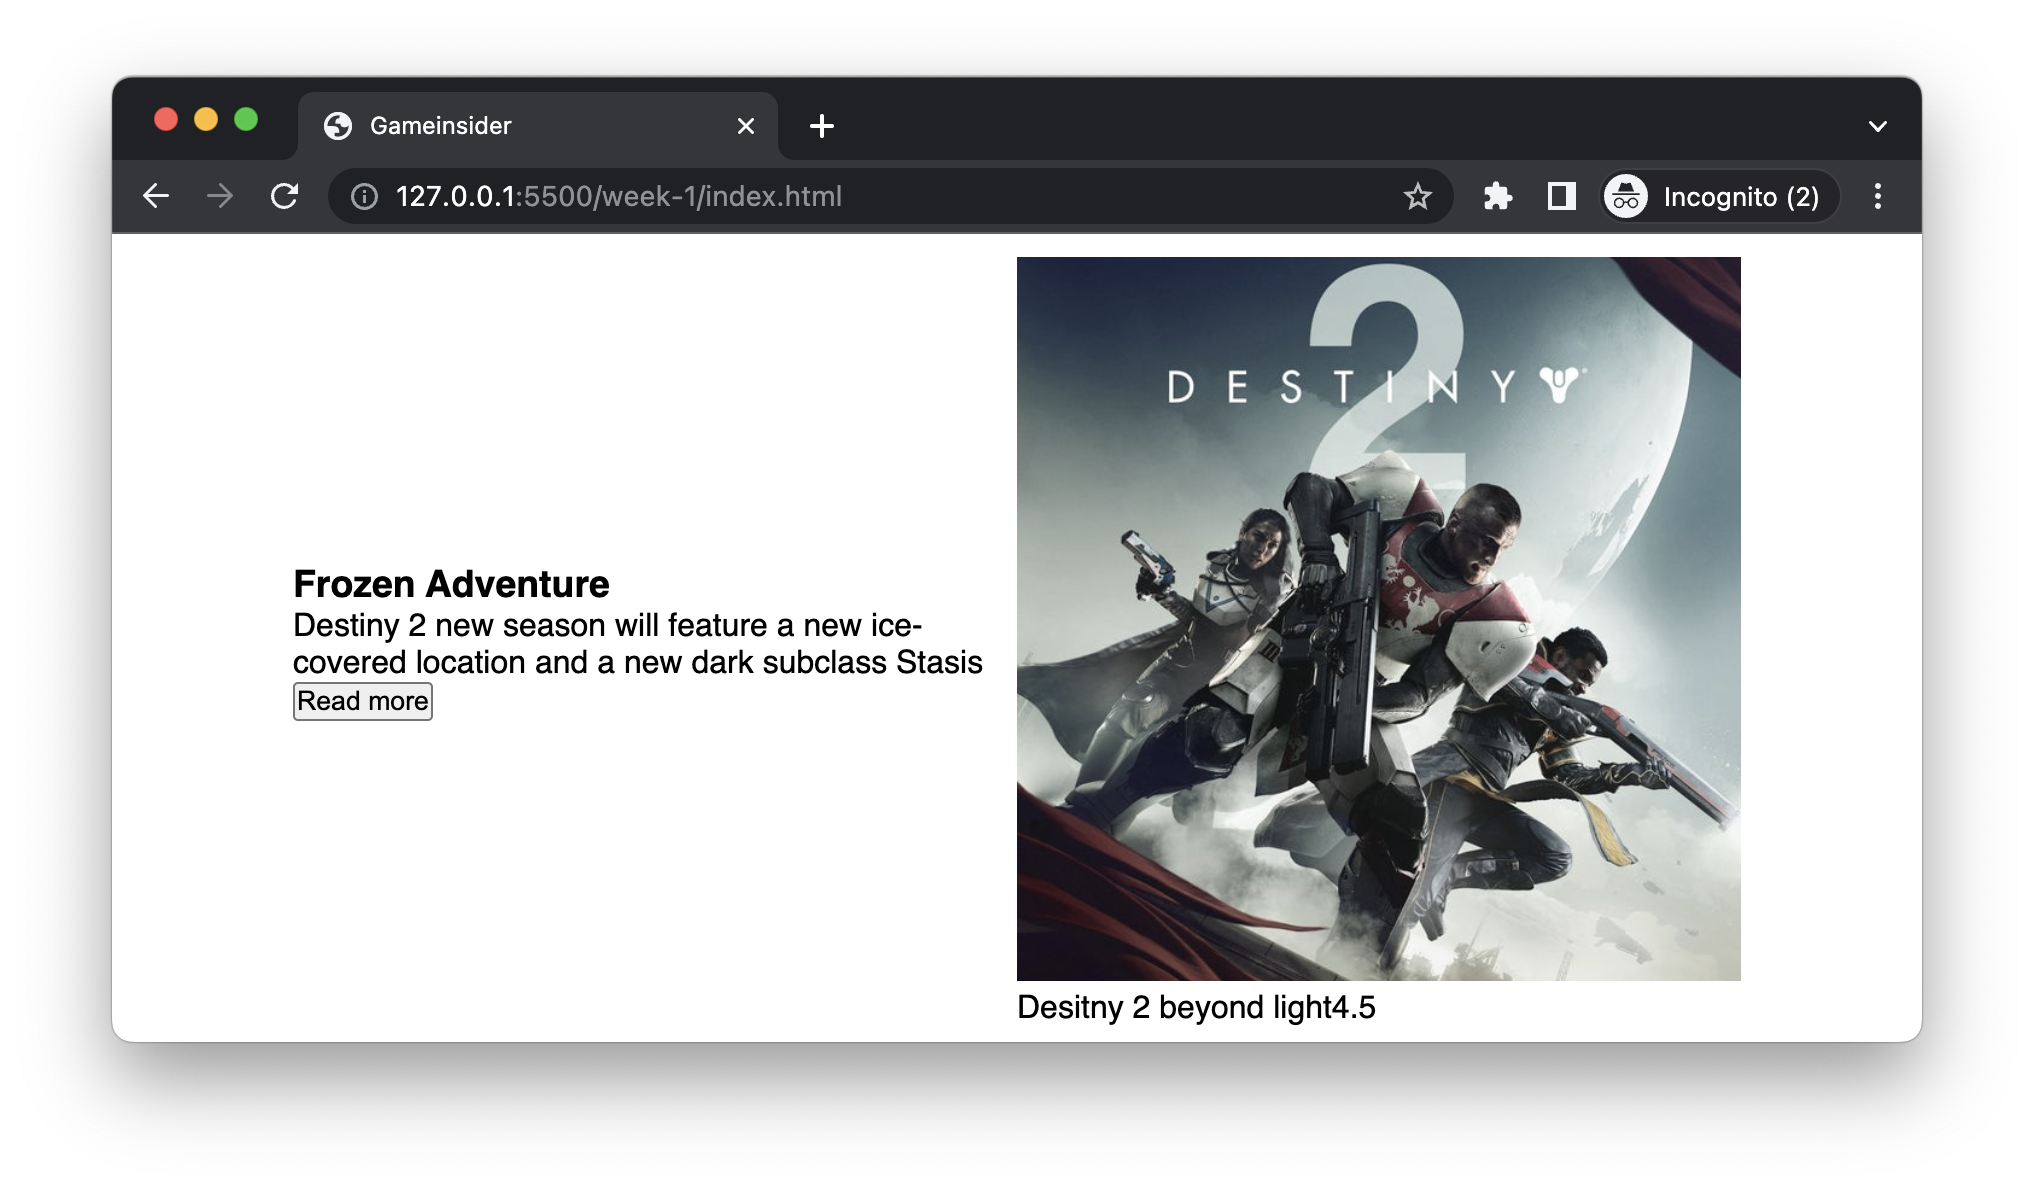 Gameinsider
127.0.0.1:5500/week-1/index.html
Incognito (2)
Frozen Adventure
Destiny 2 new season will feature a new ice-
covered location and a new dark subclass Stasis
Read more
2
DESTINY
Desitny 2 beyond light4.5